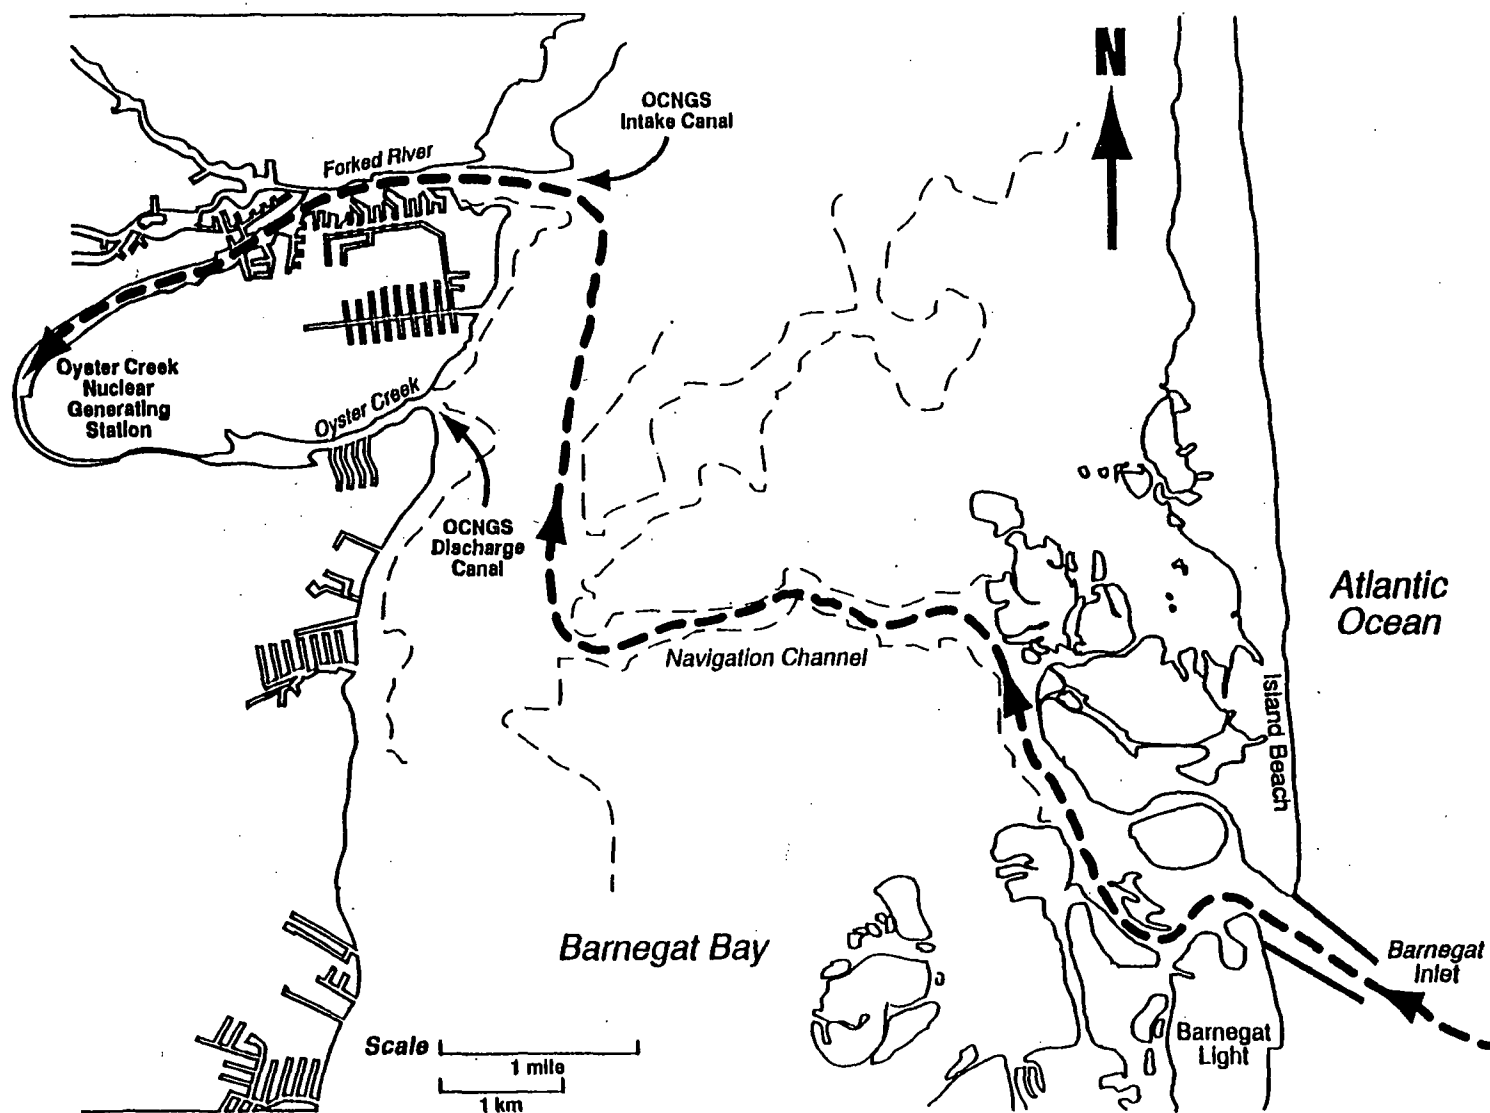 N
OCNGS
Intake Canal
Forked River
Oyster Creek
Nuclear
Generating
Station
Oyster Creek
OCNGS
Discharge
Canal
Atlantic
Ocean
Navigation Channel
Island Beach
Barnegat Bay
Barnegat
Inlet
Barnegat
Light
Scale
1 mile
1 km